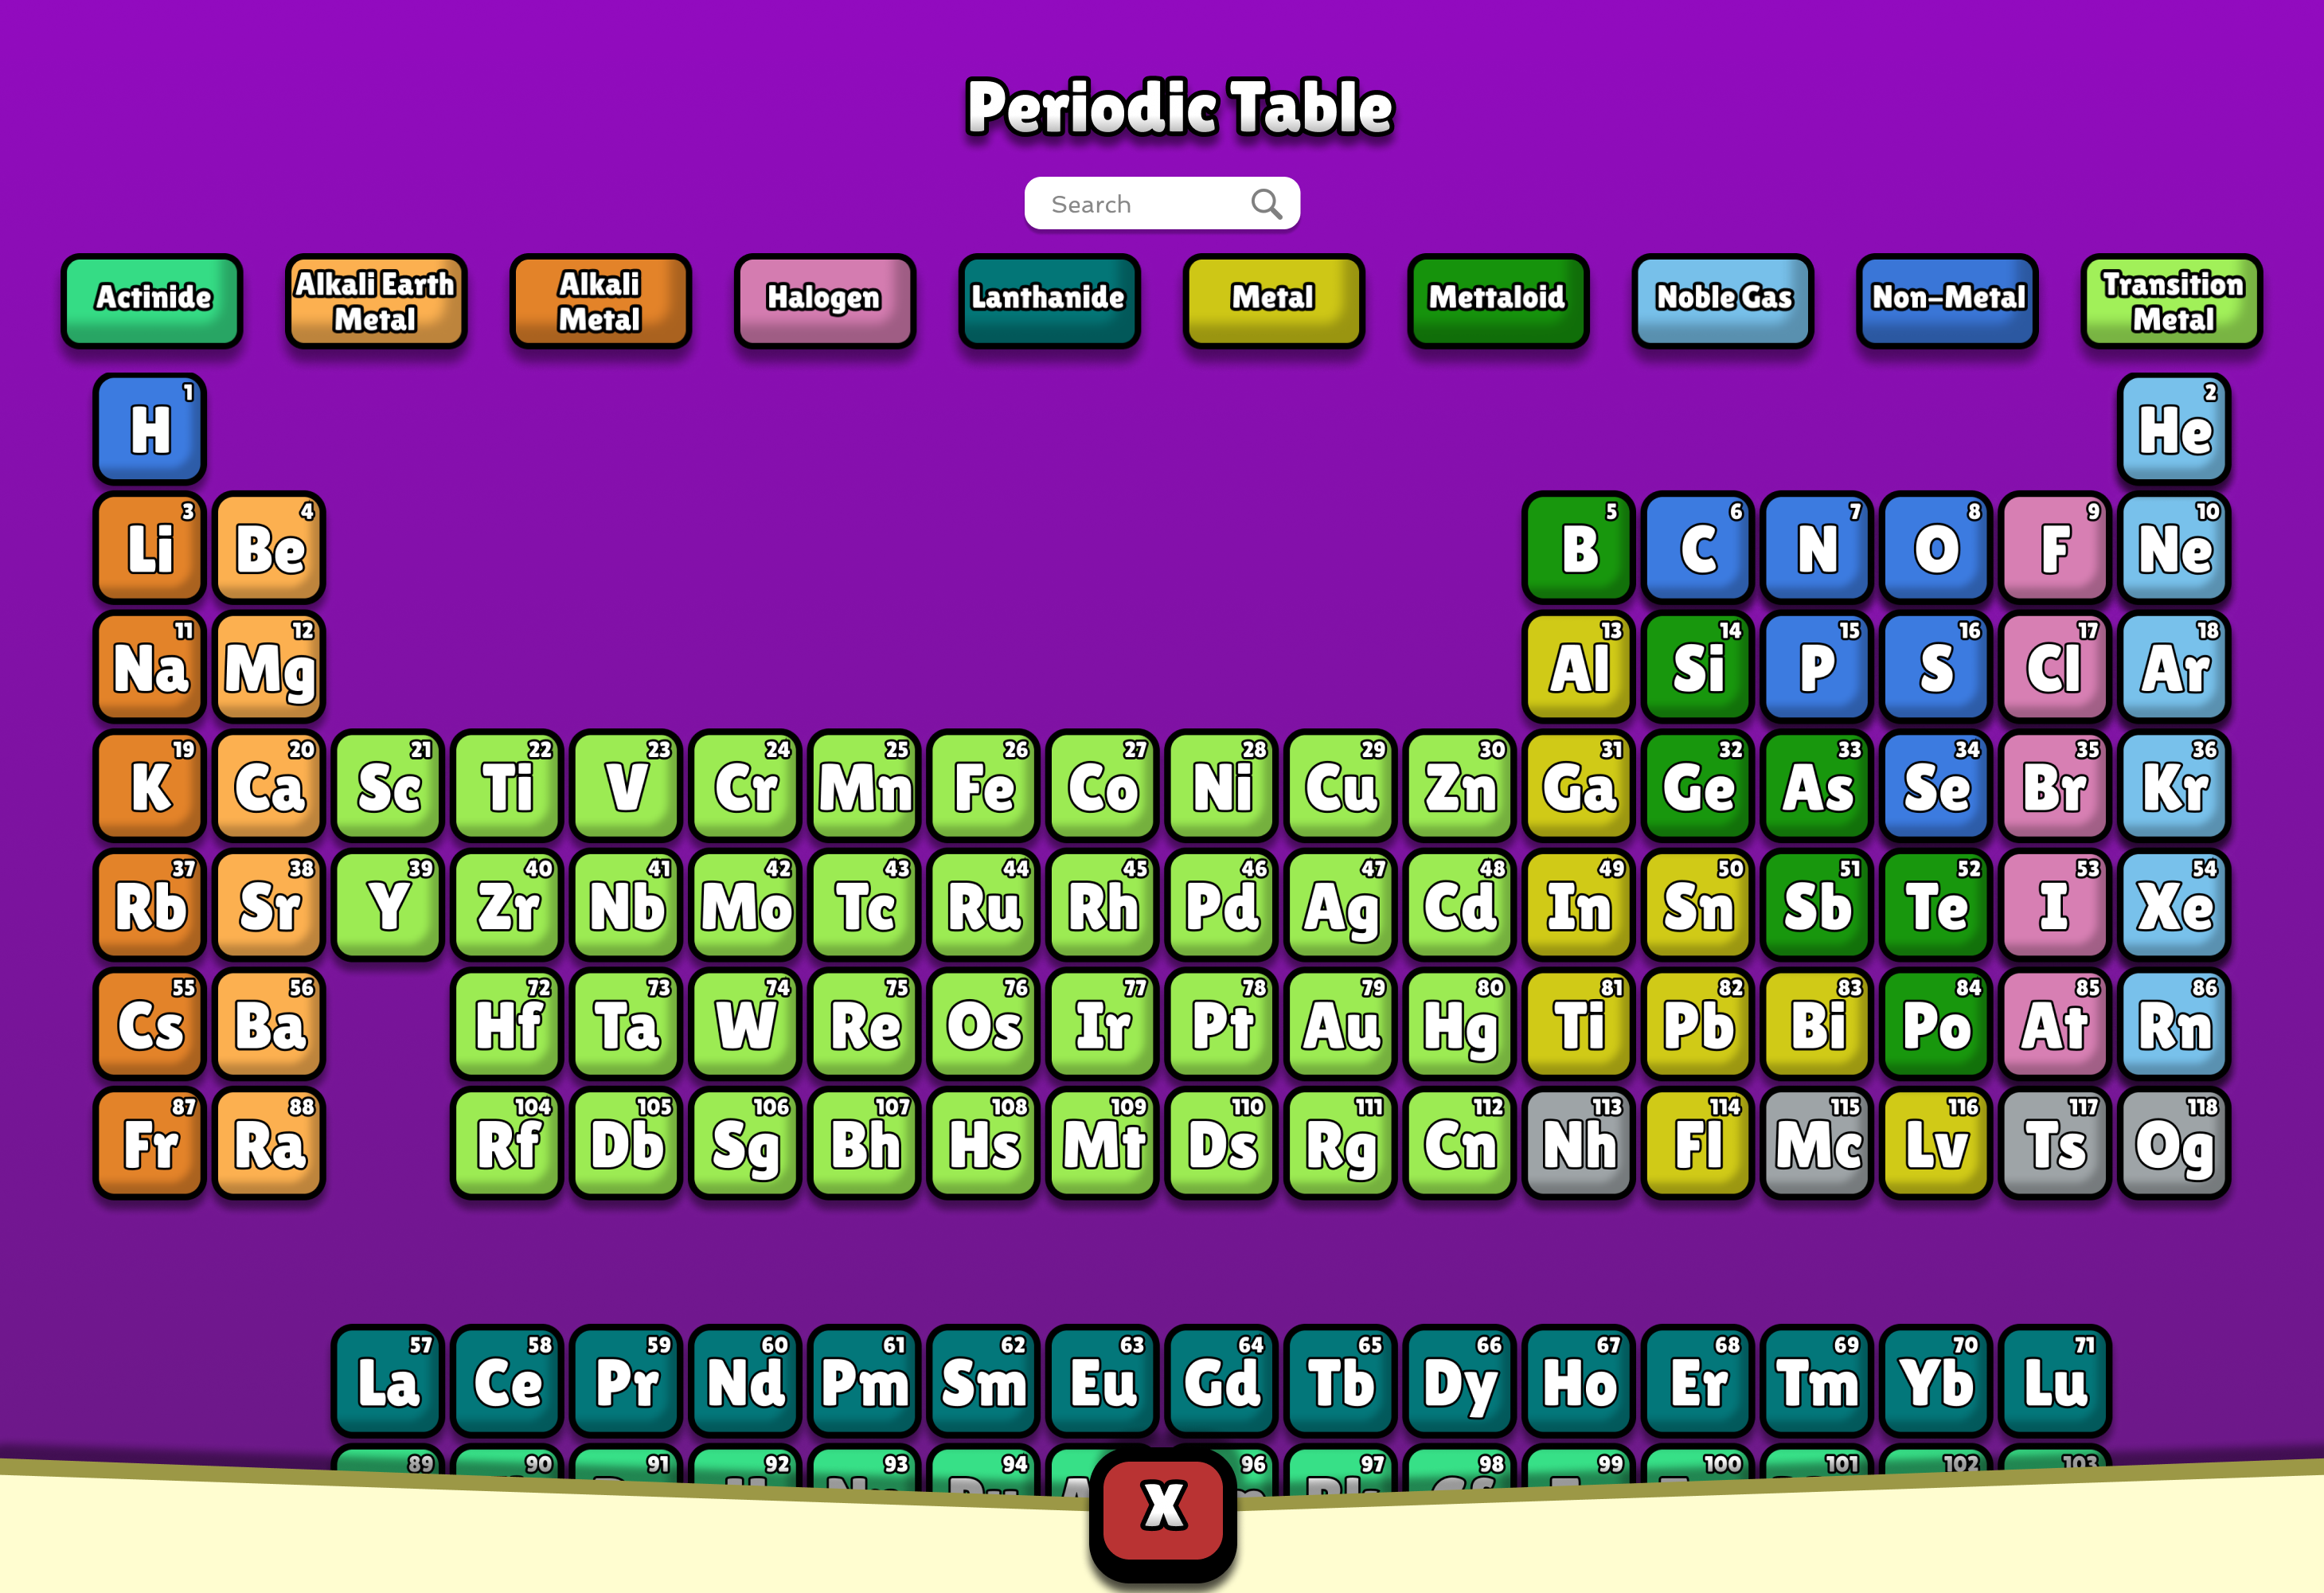 Periodic Table
Search
Actinide
Alkali Earth
Metal
Alkali
Metal
Halogen
Lanthanide
Metal
Mettaloid
Noble Gas
Non-Metal
Transition
Metal
1 H 2 He
3 Li 4 Be 5 B 6 C 7 N 8 O 9 F 10 Ne
11 Na 12 Mg 13 Al 14 Si 15 P 16 S 17 Cl 18 Ar
19 K 20 Ca 21 Sc 22 Ti 23 V 24 Cr 25 Mn 26 Fe 27 Co 28 Ni 29 Cu 30 Zn 31 Ga 32 Ge 33 As 34 Se 35 Br 36 Kr
37 Rb 38 Sr 39 Y 40 Zr 41 Nb 42 Mo 43 Tc 44 Ru 45 Rh 46 Pd 47 Ag 48 Cd 49 In 50 Sn 51 Sb 52 Te 53 I 54 Xe
55 Cs 56 Ba 72 Hf 73 Ta 74 W 75 Re 76 Os 77 Ir 78 Pt 79 Au 80 Hg 81 Ti 82 Pb 83 Bi 84 Po 85 At 86 Rn
87 Fr 88 Ra 104 Rf 105 Db 106 Sg 107 Bh 108 Hs 109 Mt 110 Ds 111 Rg 112 Cn 113 Nh 114 Fl 115 Mc 116 Lv 117 Ts 118 Og
57 La 58 Ce 59 Pr 60 Nd 61 Pm 62 Sm 63 Eu 64 Gd 65 Tb 66 Dy 67 Ho 68 Er 69 Tm 70 Yb 71 Lu
89 90 91 92 93 94 96 97 98 99 100 101 102 103
X